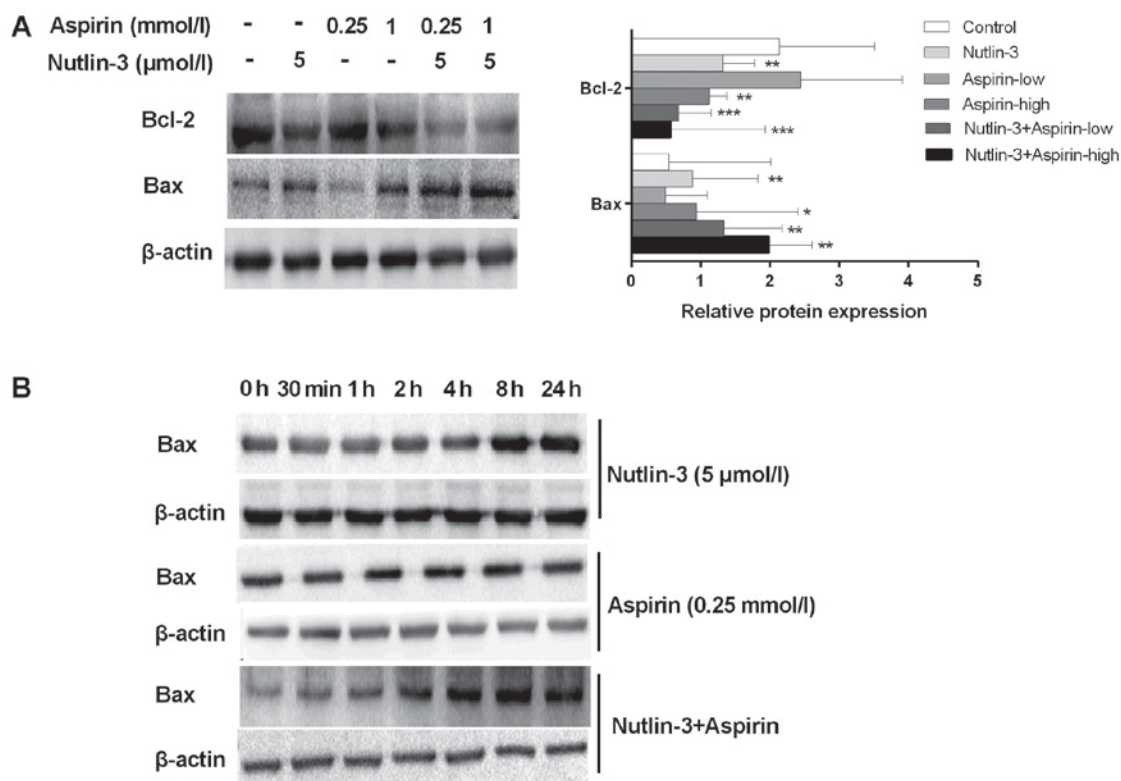 A
Aspirin (mmol/l) - - 0.25 1 0.25 1
Nutlin-3 (µmol/l) - 5 - - 5 5
Bcl-2
Bax
β-actin
Bcl-2
**
**
***
***
Bax
**
*
**
**
0 1 2 3 4 5
Relative protein expression
Control
Nutlin-3
Aspirin-low
Aspirin-high
Nutlin-3+Aspirin-low
Nutlin-3+Aspirin-high
B
0 h 30 min 1 h 2 h 4 h 8h 24 h
Bax
β-actin
Nutlin-3 (5 µmol/l)
Bax
β-actin
Aspirin (0.25 mmol/l)
Bax
β-actin
Nutlin-3+Aspirin